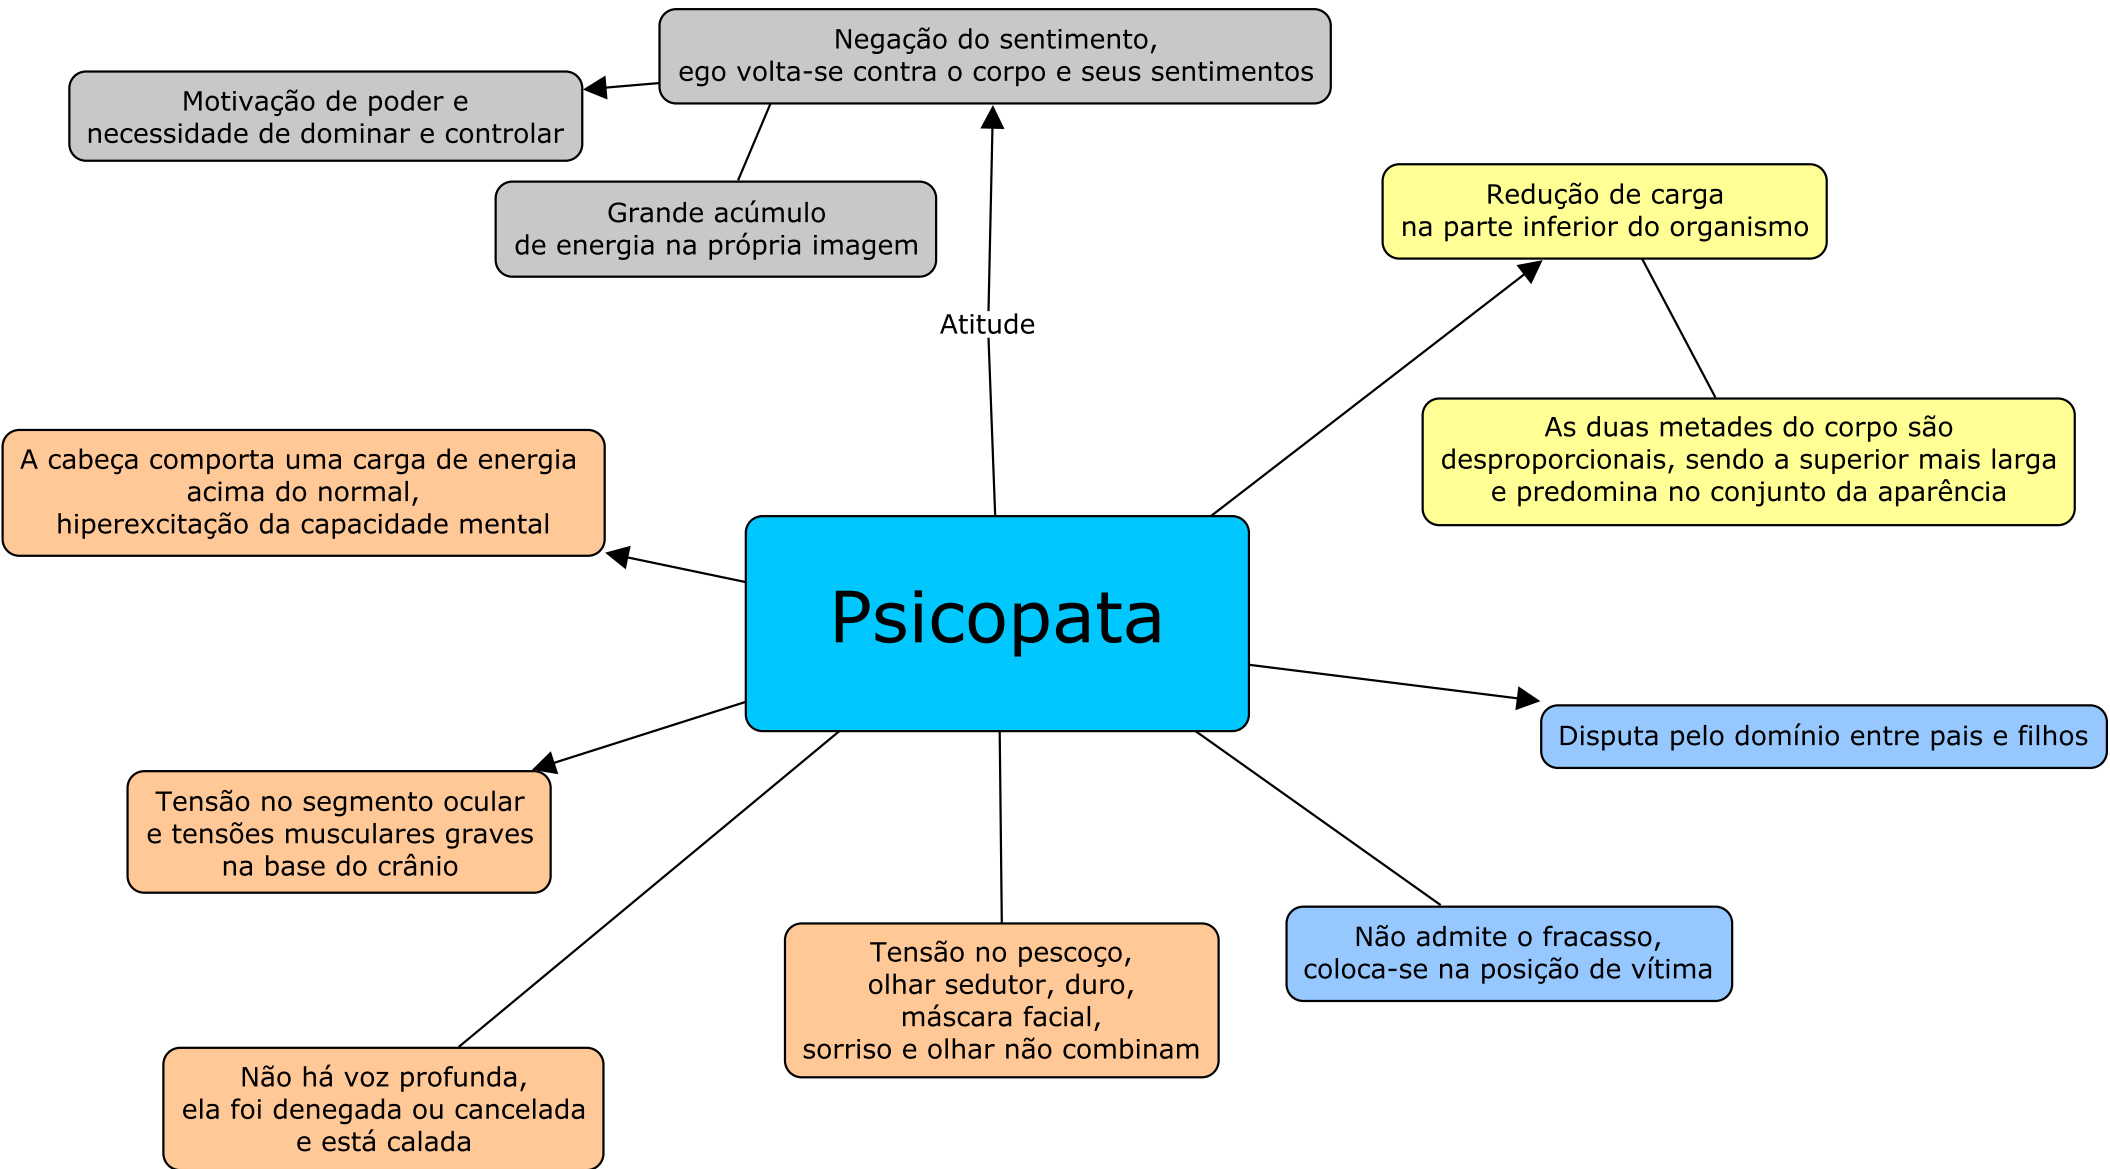 Negação do sentimento,
ego volta-se contra o corpo e seus sentimentos
Motivação de poder e
necessidade de dominar e controlar
Grande acúmulo
de energia na própria imagem
Redução de carga
na parte inferior do organismo
Atitude
As duas metades do corpo são
desproporcionais, sendo a superior mais larga
e predomina no conjunto da aparência
A cabeça comporta uma carga de energia
acima do normal,
hiperexcitação da capacidade mental
Psicopata
Disputa pelo domínio entre pais e filhos
Tensão no segmento ocular
e tensões musculares graves
na base do crânio
Não admite o fracasso,
coloca-se na posição de vítima
Tensão no pescoço,
olhar sedutor, duro,
máscara facial,
sorriso e olhar não combinam
Não há voz profunda,
ela foi denegada ou cancelada
e está calada